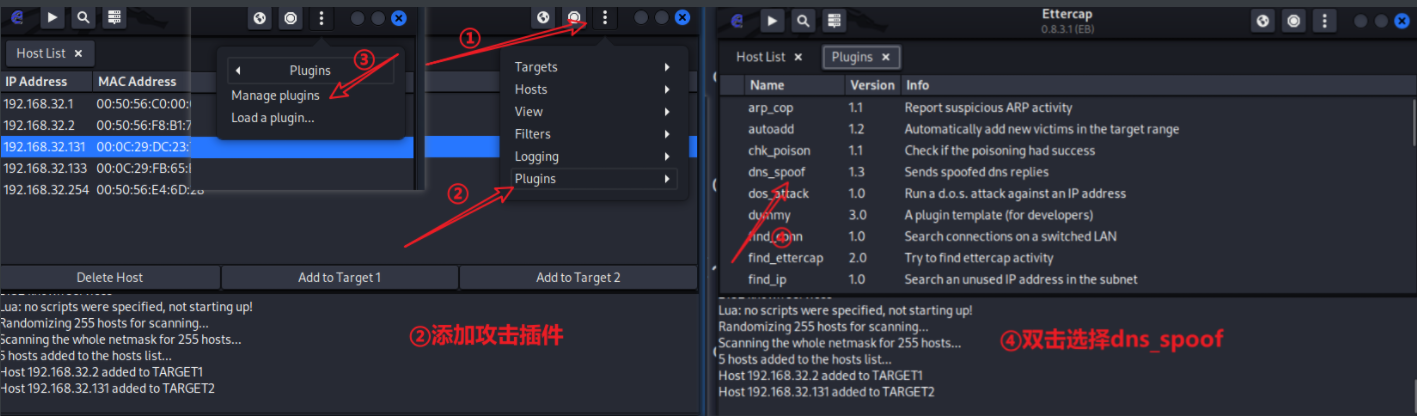 Host List ×
IP Address MAC Address
192.168.32.1 00:50:56:C0:00:
192.168.32.2 00:50:56:F8:B1:7
192.168.32.131 00:0C:29:DC:23:
192.168.32.133 00:0C:29:FB:65:
192.168.32.254 00:50:56:E4:6D:28
Plugins
Manage plugins
Load a plugin...
③
①
Targets
Hosts
View
Filters
Logging
Plugins
②
Delete Host Add to Target 1 Add to Target 2
Lua: no scripts were specified, not starting up!
Randomizing 255 hosts for scanning...
Scanning the whole netmask for 255 hosts...
5 hosts added to the hosts list...
Host 192.168.32.2 added to TARGET1
Host 192.168.32.131 added to TARGET2
②添加攻击插件
Ettercap
0.8.3.1 (EB)
Host List × Plugins ×
Name Version Info
arp_cop 1.1 Report suspicious ARP activity
autoadd 1.2 Automatically add new victims in the target range
chk_poison 1.1 Check if the poisoning had success
dns_spoof 1.3 Sends spoofed dns replies
dos_attack 1.0 Run a d.o.s. attack against an IP address
dummy 3.0 A plugin template (for developers)
find_conn 1.0 Search connections on a switched LAN
find_ettercap 2.0 Try to find ettercap activity
find_ip 1.0 Search an unused IP address in the subnet
④
Lua: no scripts were specified, not starting up!
Randomizing 255 hosts for scanning...
Scanning the whole netmask for 255 hosts...
5 hosts added to the hosts list...
Host 192.168.32.2 added to TARGET1
Host 192.168.32.131 added to TARGET2
④双击选择dns_spoof